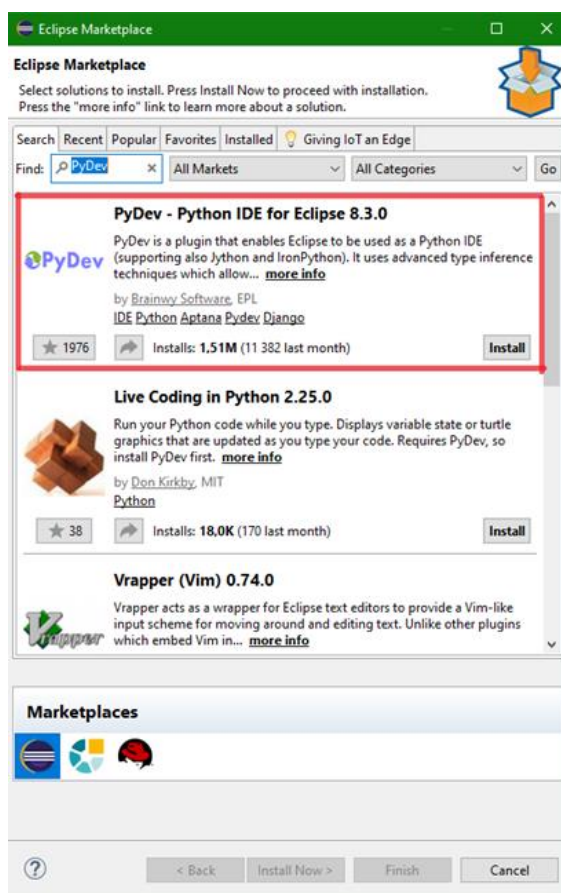 Eclipse Marketplace
Eclipse Marketplace
Select solutions to install. Press Install Now to proceed with installation.
Press the "more info" link to learn more about a solution.
Search Recent Popular Favorites Installed Giving IoT an Edge
Find: PyDev All Markets All Categories Go
PyDev - Python IDE for Eclipse 8.3.0
PyDev is a plugin that enables Eclipse to be used as a Python IDE
(supporting also Jython and IronPython). It uses advanced type inference
techniques which allow... more info
PyDev
by Brainwy Software, EPL
IDE Python Aptana Pydev Django
1976 Installs: 1,51M (11 382 last month) Install
Live Coding in Python 2.25.0
Run your Python code while you type. Displays variable state or turtle
graphics that are updated as you type your code. Requires PyDev, so
install PyDev first. more info
by Don Kirkby, MIT
Python
38 Installs: 18,0K (170 last month) Install
Vrapper (Vim) 0.74.0
Vrapper acts as a wrapper for Eclipse text editors to provide a Vim-like
input scheme for moving around and editing text. Unlike other plugins
which embed Vim in... more info
Vrapper
Marketplaces
< Back Install Now > Finish Cancel